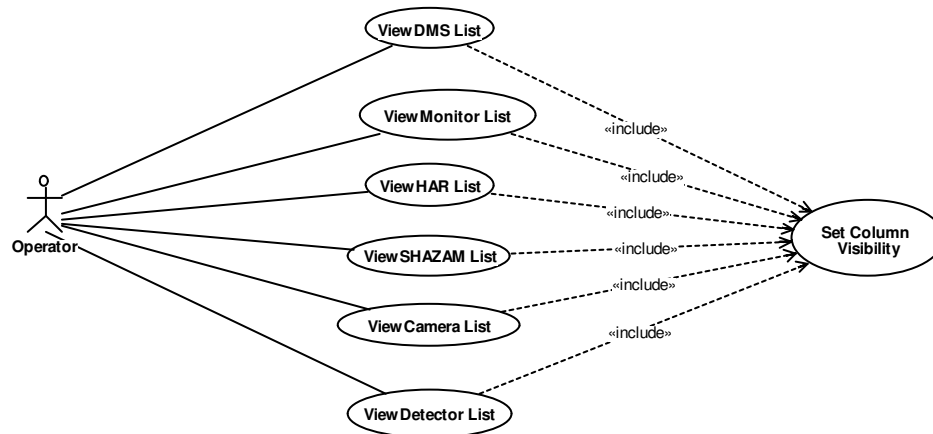 View DMS List
«include»
View Monitor List
«include»
View HAR List
«include»
Operator
View SHAZAM List
«include»
Set Column
Visibility
View Camera List
«include»
«include»
View Detector List